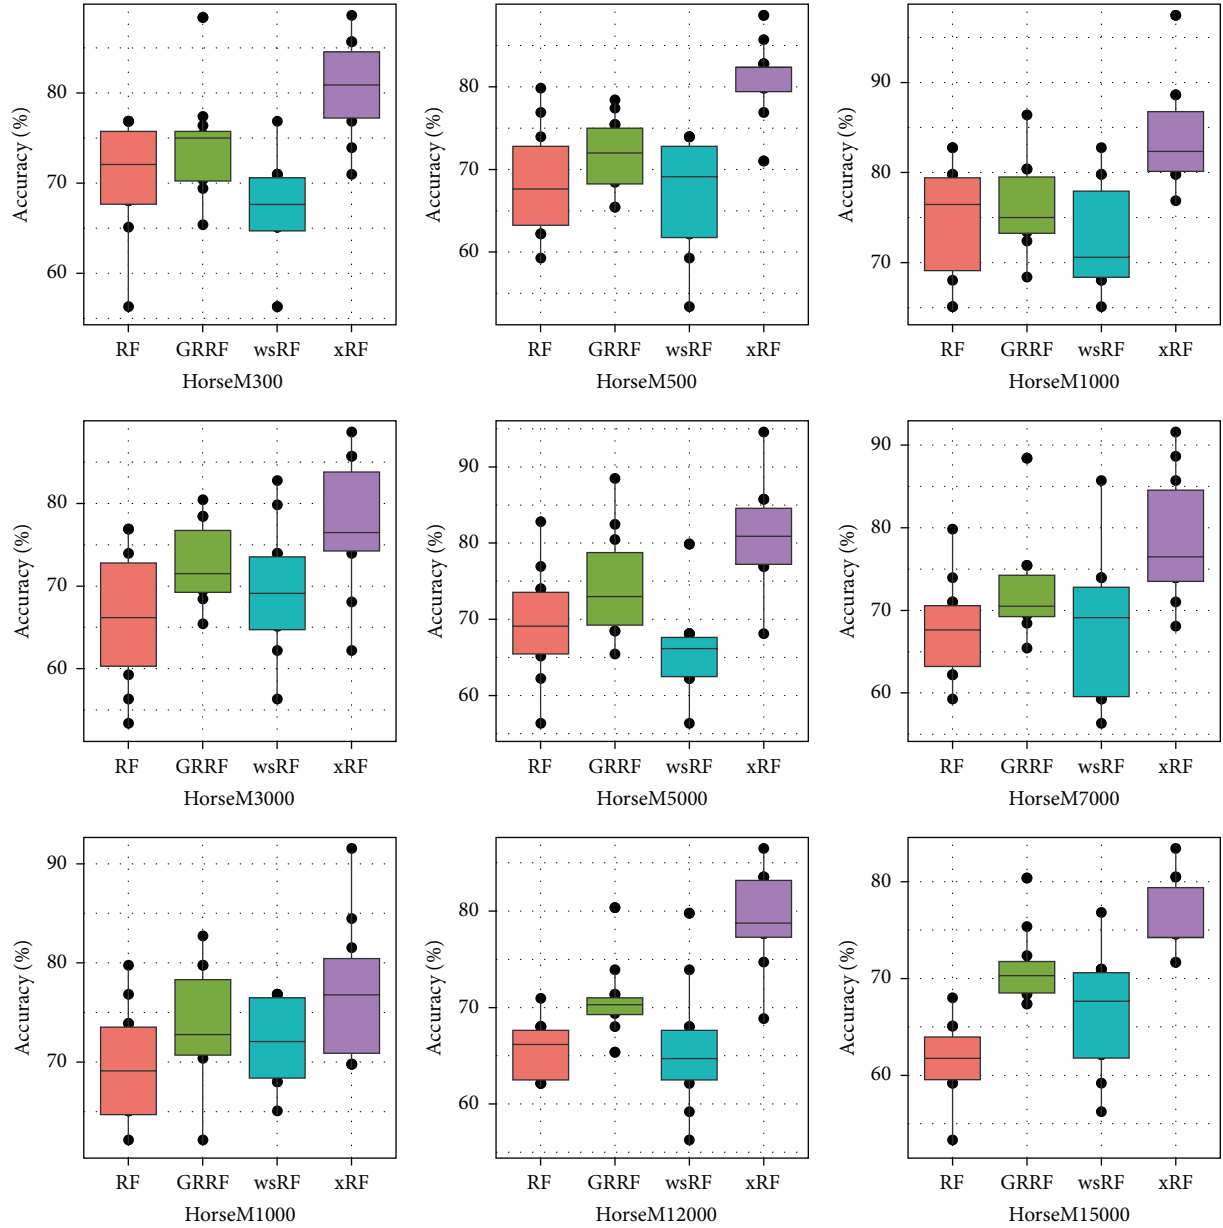 Accuracy (%)
80
70
60
RF GRRF wsRF xRF
HorseM300
Accuracy (%)
80
70
60
RF GRRF wsRF xRF
HorseM500
Accuracy (%)
90
80
70
RF GRRF wsRF xRF
HorseM1000
Accuracy (%)
80
70
60
RF GRRF wsRF xRF
HorseM3000
Accuracy (%)
90
80
70
60
RF GRRF wsRF xRF
HorseM5000
Accuracy (%)
90
80
70
60
RF GRRF wsRF xRF
HorseM7000
Accuracy (%)
90
80
70
RF GRRF wsRF xRF
HorseM1000
Accuracy (%)
80
70
60
RF GRRF wsRF xRF
HorseM12000
Accuracy (%)
80
70
60
RF GRRF wsRF xRF
HorseM15000